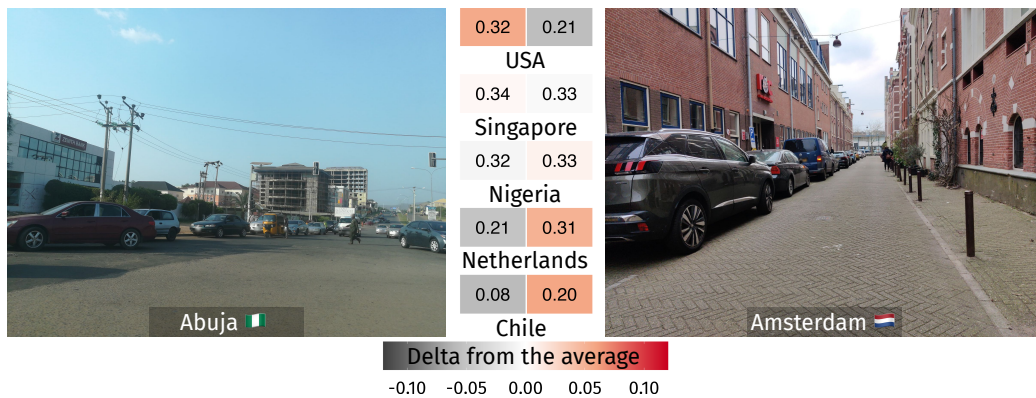 0.32 0.21
USA
0.34 0.33
Singapore
0.32 0.33
Nigeria
0.21 0.31
Netherlands
0.08 0.20
Chile
Abuja
Amsterdam
Delta from the average
-0.10 -0.05 0.00 0.05 0.10